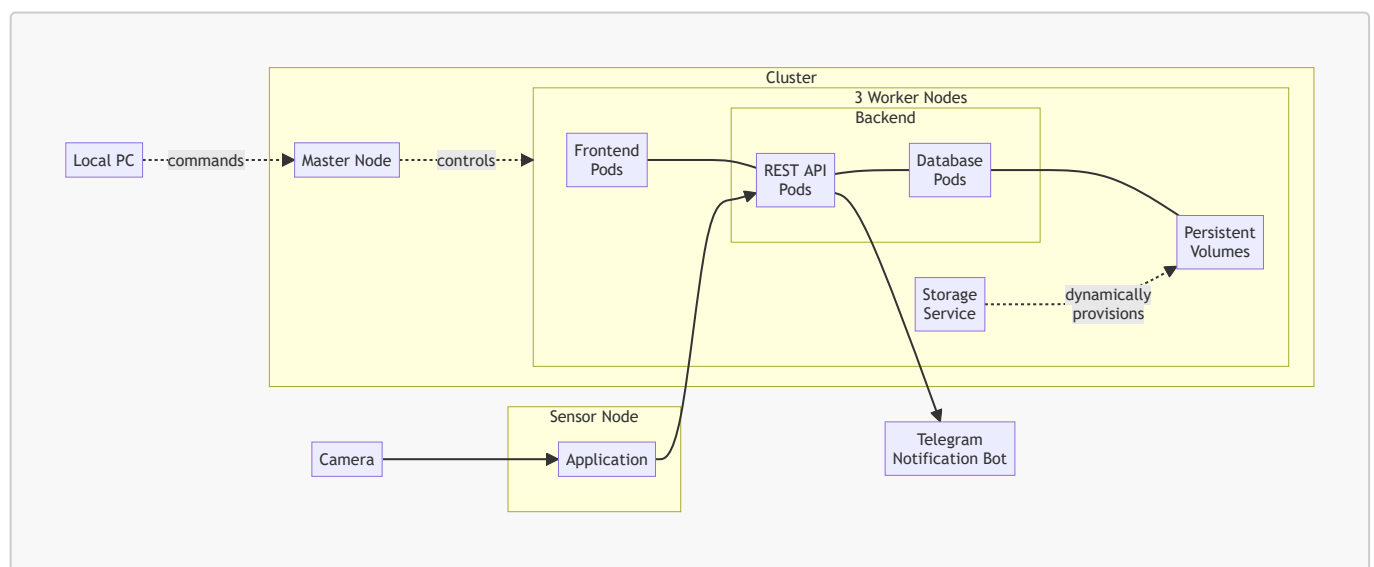 Cluster
3 Worker Nodes
Backend
Local PC
commands
Master Node
controls
Frontend
Pods
REST API
Pods
Database
Pods
Persistent
Volumes
Storage
Service
dynamically
provisions
Sensor Node
Camera
Application
Telegram
Notification Bot